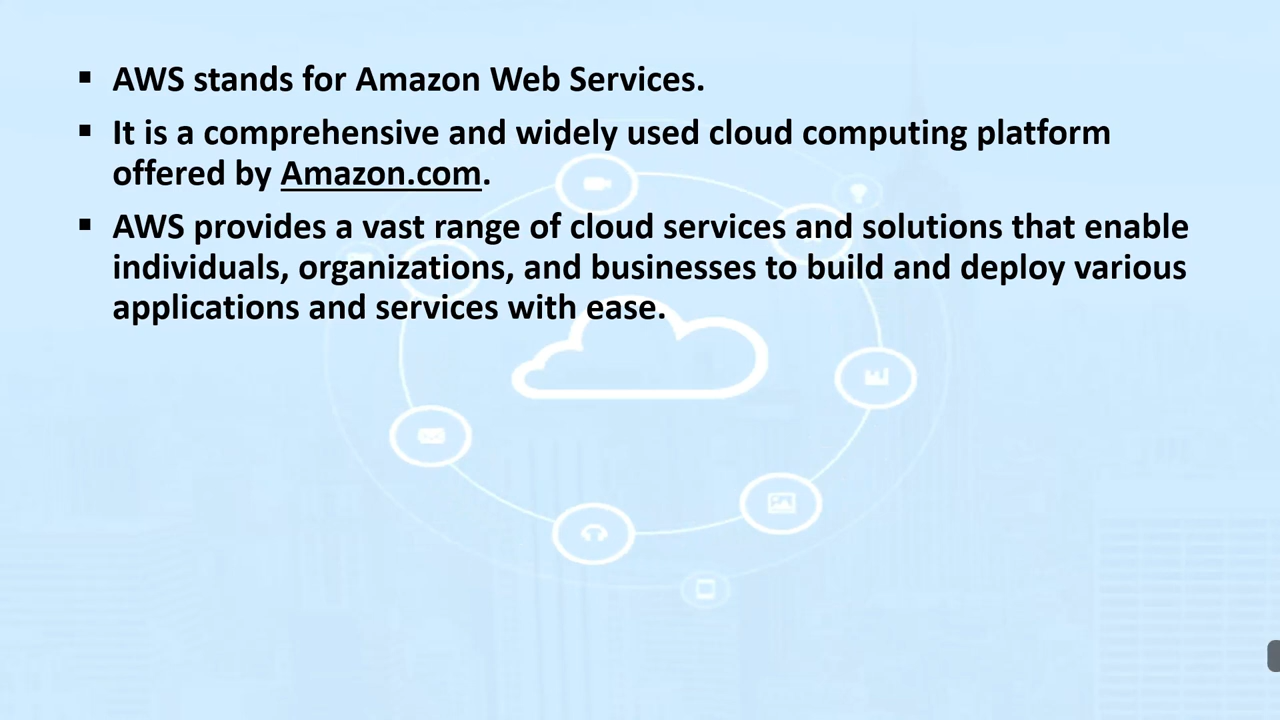 ▪ AWS stands for Amazon Web Services.
▪ It is a comprehensive and widely used cloud computing platform
offered by Amazon.com.
▪ AWS provides a vast range of cloud services and solutions that enable
individuals, organizations, and businesses to build and deploy various
applications and services with ease.